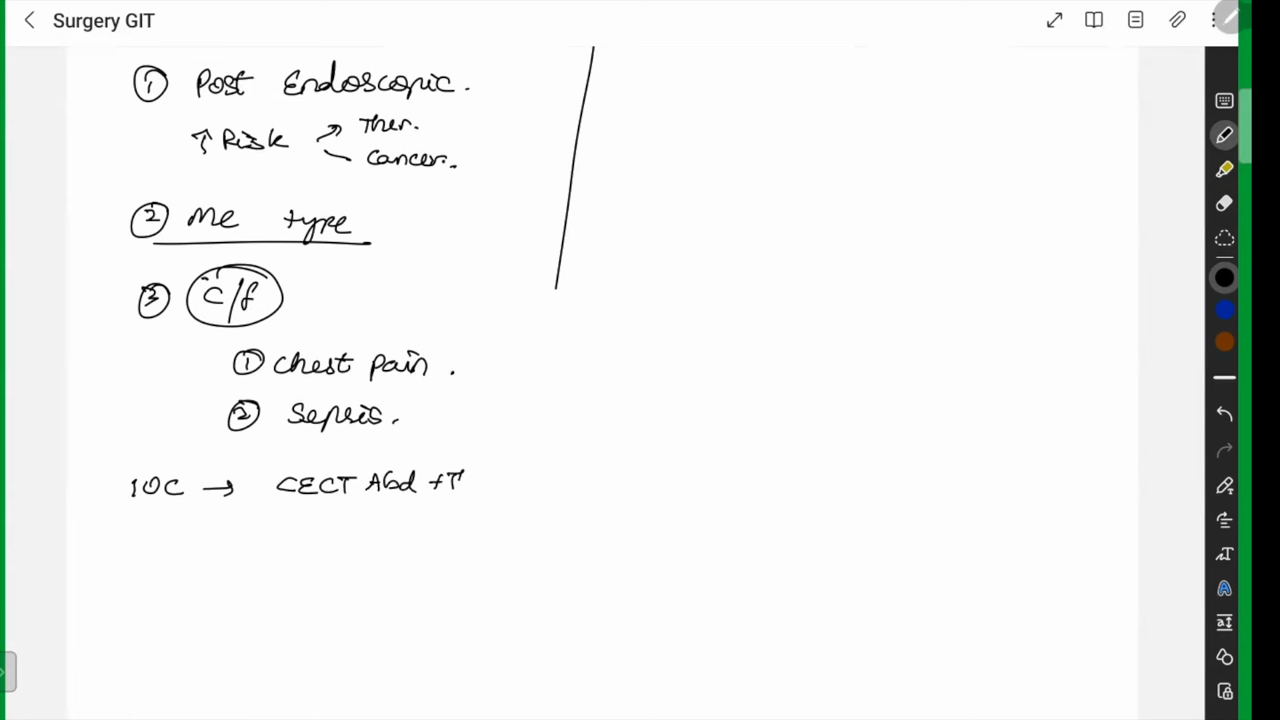 Surgery GIT
① Post Endoscopic.
↑ Risk → Ther.
Cancer.
② MC type
③ C/f
① Chest pain.
② Sepsis.
IOC → CECT Abd + T